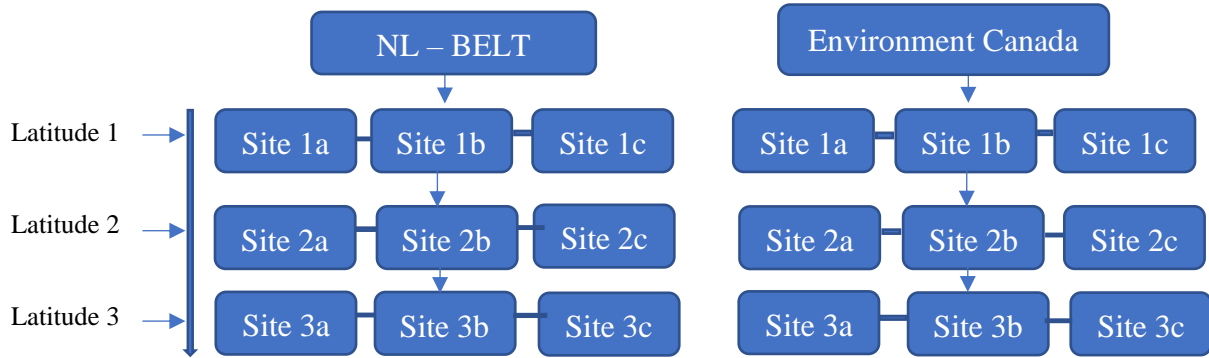 NL – BELT
Environment Canada
Latitude 1
Site 1a
Site 1b
Site 1c
Site 1a
Site 1b
Site 1c
Latitude 2
Site 2a
Site 2b
Site 2c
Site 2a
Site 2b
Site 2c
Latitude 3
Site 3a
Site 3b
Site 3c
Site 3a
Site 3b
Site 3c